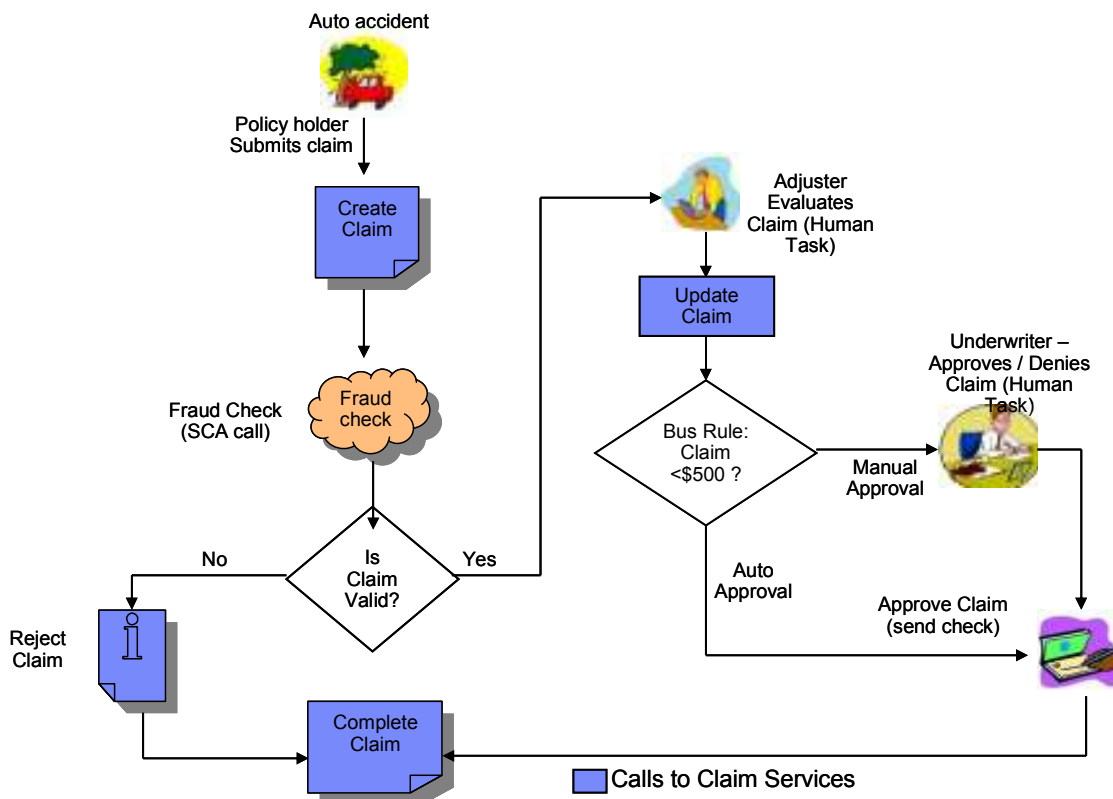 Auto accident
Policy holder
Submits claim
Create
Claim
Fraud Check
(SCA call)
Fraud
check
Is
Claim
Valid?
No
Yes
Reject
Claim
i
Complete
Claim
Adjuster
Evaluates
Claim (Human
Task)
Update
Claim
Bus Rule:
Claim
<$500 ?
Manual
Approval
Underwriter –
Approves / Denies
Claim (Human
Task)
Auto
Approval
Approve Claim
(send check)
Calls to Claim Services